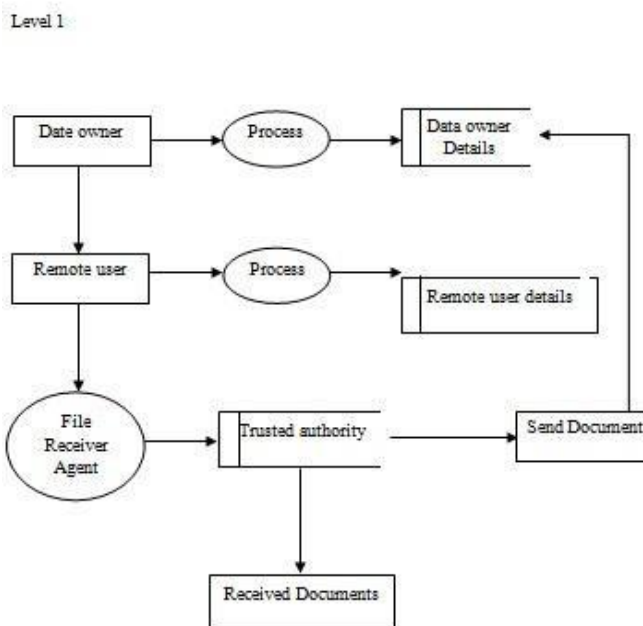 Level 1
Date owner
Process
Data owner
Details
Remote user
Process
Remote user details
File
Receiver
Agent
Trusted authority
Send Document
Received Documents